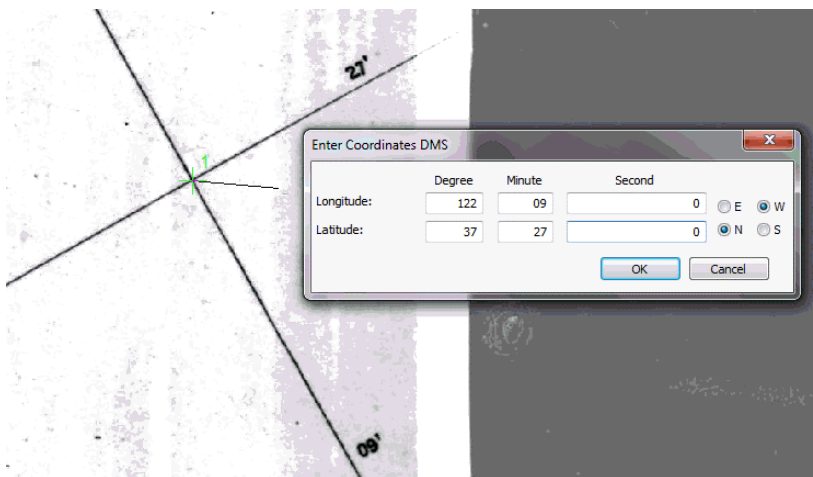 27'
1
Enter Coordinates DMS
Degree Minute Second
Longitude: 122 09 0 E W
Latitude: 37 27 0 N S
OK Cancel
09'